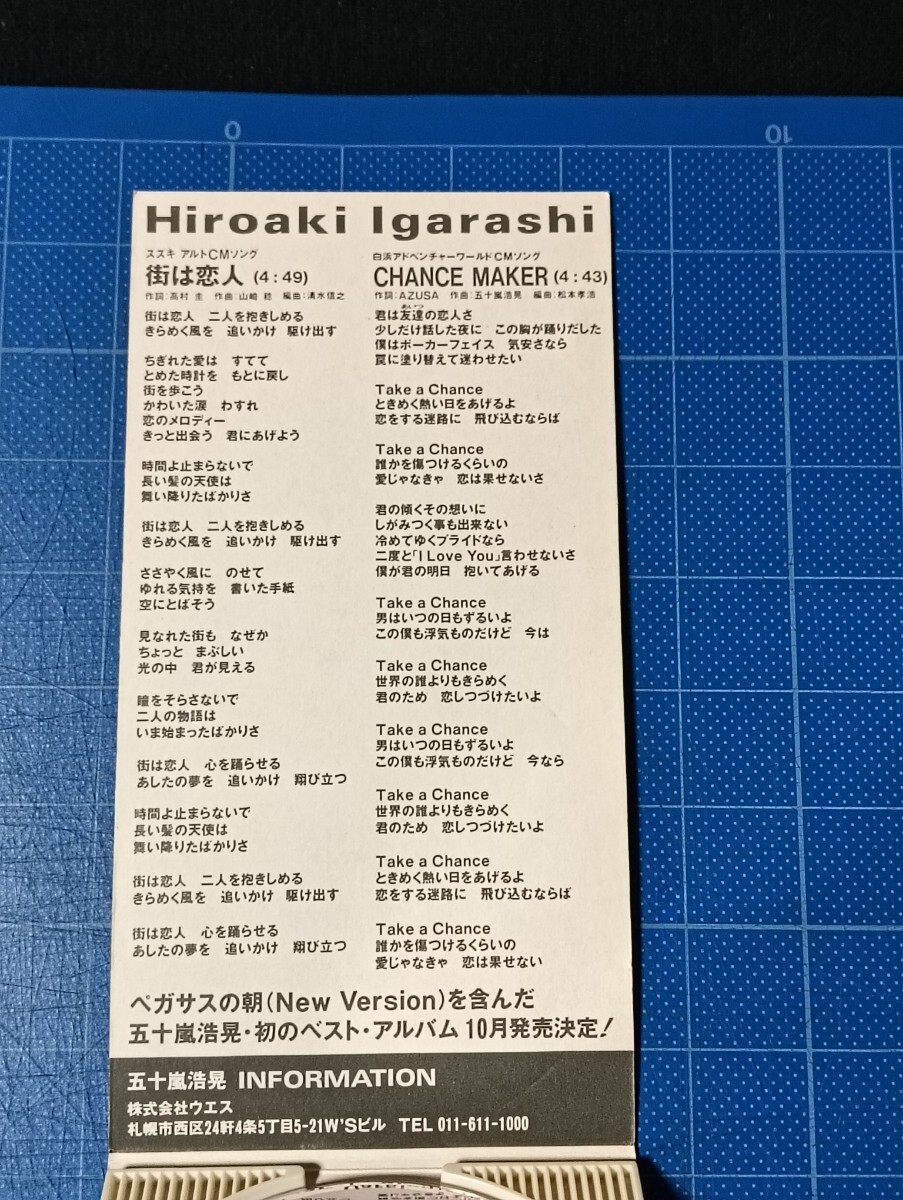 0
10
Hiroaki Igarashi
スズキ アルトCMソング
街は恋人 (4:49)
作詞:高村 圭 作曲:山崎 稔 編曲:清水信之
街は恋人 二人を抱きしめる
きらめく風を 追いかけ 駆け出す
ちぎれた愛は すてて
とめた時計を もとに戻し
街を歩こう
かわいた涙 わすれ
恋のメロディー
きっと出会う 君にあげよう
時間よ止まらないで
長い髪の天使は
舞い降りたばかりさ
街は恋人 二人を抱きしめる
きらめく風を 追いかけ 駆け出す
ささやく風に のせて
ゆれる気持を 書いた手紙
空にとばそう
見なれた街も なぜか
ちょっと まぶしい
光の中 君が見える
瞳をそらさないで
二人の物語は
いま始まったばかりさ
街は恋人 心を踊らせる
あしたの夢を 追いかけ 翔び立つ
時間よ止まらないで
長い髪の天使は
舞い降りたばかりさ
街は恋人 二人を抱きしめる
きらめく風を 追いかけ 駆け出す
街は恋人 心を踊らせる
あしたの夢を 追いかけ 翔び立つ
白浜アドベンチャーワールドCMソング
CHANCE MAKER (4:43)
作詞:AZUSA 作曲:五十嵐浩晃 編曲:松本孝浩
あいつ
君は友達の恋人さ
少しだけ話した夜に この胸が踊りだした
僕はポーカーフェイス 気安さなら
罠に塗り替えて迷わせたい
Take a Chance
ときめく熱い日をあげるよ
恋をする迷路に 飛び込むならば
Take a Chance
誰かを傷つけるくらいの
愛じゃなきゃ 恋は果せないさ
君の傾くその想いに
しがみつく事も出来ない
冷めてゆくプライドなら
二度と「I Love You」言わせないさ
僕が君の明日 抱いてあげる
Take a Chance
男はいつの日もずるいよ
この僕も浮気ものだけど 今は
Take a Chance
世界の誰よりもきらめく
君のため 恋しつづけたいよ
Take a Chance
男はいつの日もずるいよ
この僕も浮気ものだけど 今なら
Take a Chance
世界の誰よりもきらめく
君のため 恋しつづけたいよ
Take a Chance
ときめく熱い日をあげるよ
恋をする迷路に 飛び込むならば
Take a Chance
誰かを傷つけるくらいの
愛じゃなきゃ 恋は果せない
ペガサスの朝(New Version)を含んだ
五十嵐浩晃・初のベスト・アルバム 10月発売決定!
五十嵐浩晃 INFORMATION
株式会社ウエス
札幌市西区24軒4条5丁目5-21W'Sビル TEL 011-611-1000